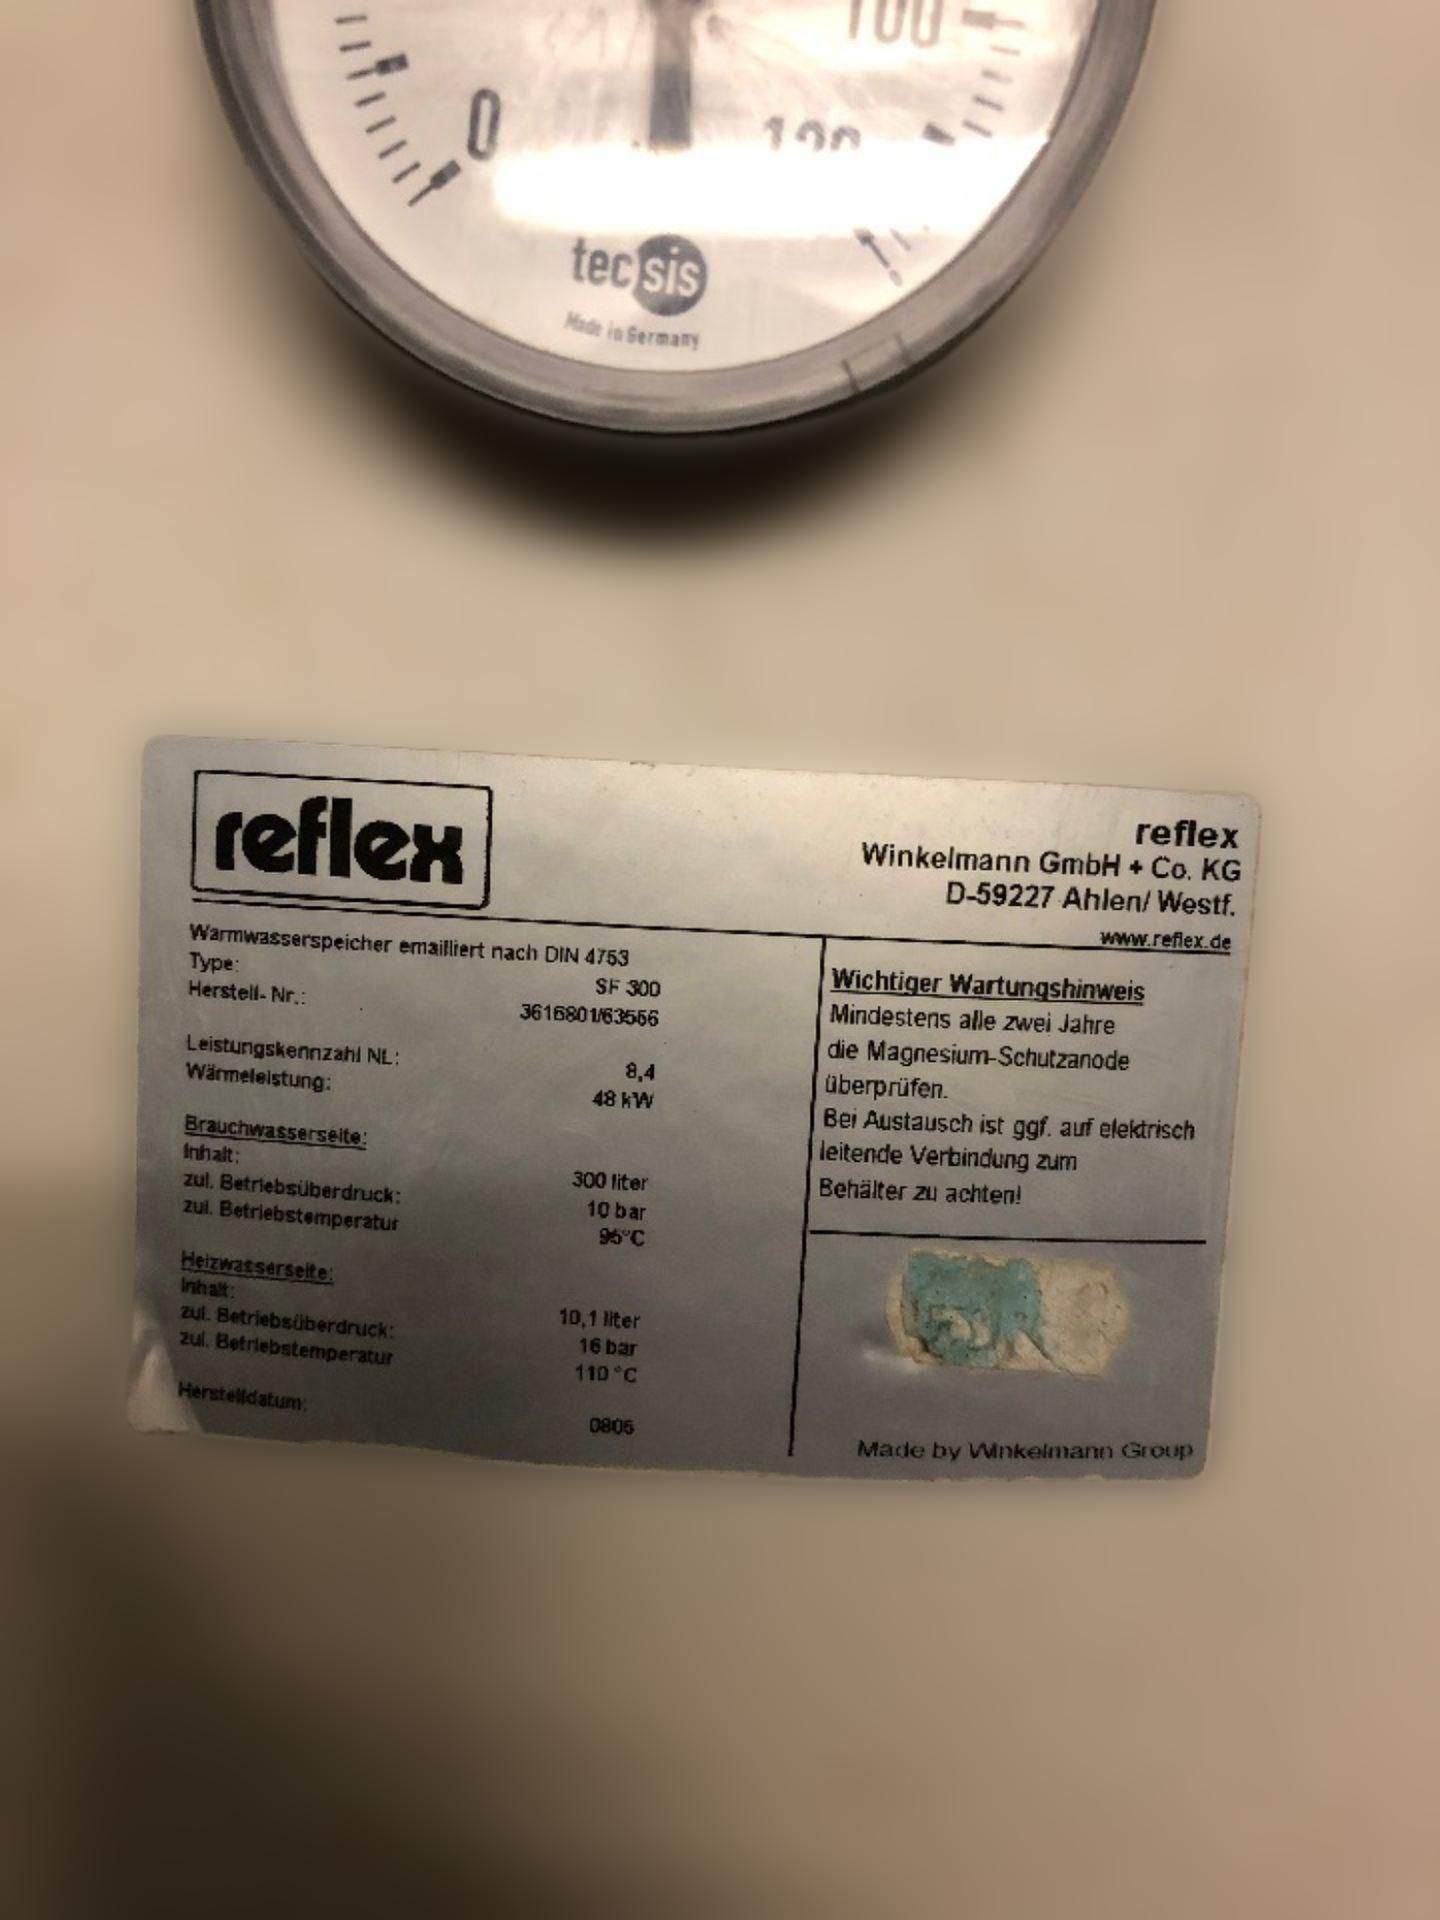 100
0
120
tecsis
Made in Germany
reflex
reflex
Winkelmann GmbH + Co. KG
D-59227 Ahlen/ Westf.
www.reflex.de
Warmwasserspeicher emailliert nach DIN 4753
Type: SF 300
Herstell- Nr.: 3616801/63556
Leistungskennzahl NL: 8,4
Wärmeleistung: 48 kW
Brauchwasserseite:
Inhalt: 300 liter
zul. Betriebsüberdruck: 10 bar
zul. Betriebstemperatur 95°C
Heizwasserseite:
Inhalt: 10,1 liter
zul. Betriebsüberdruck: 16 bar
zul. Betriebstemperatur 110 °C
Herstelldatum: 0805
Wichtiger Wartungshinweis
Mindestens alle zwei Jahre
die Magnesium-Schutzanode
überprüfen.
Bei Austausch ist ggf. auf elektrisch
leitende Verbindung zum
Behälter zu achten!
Made by Winkelmann Group